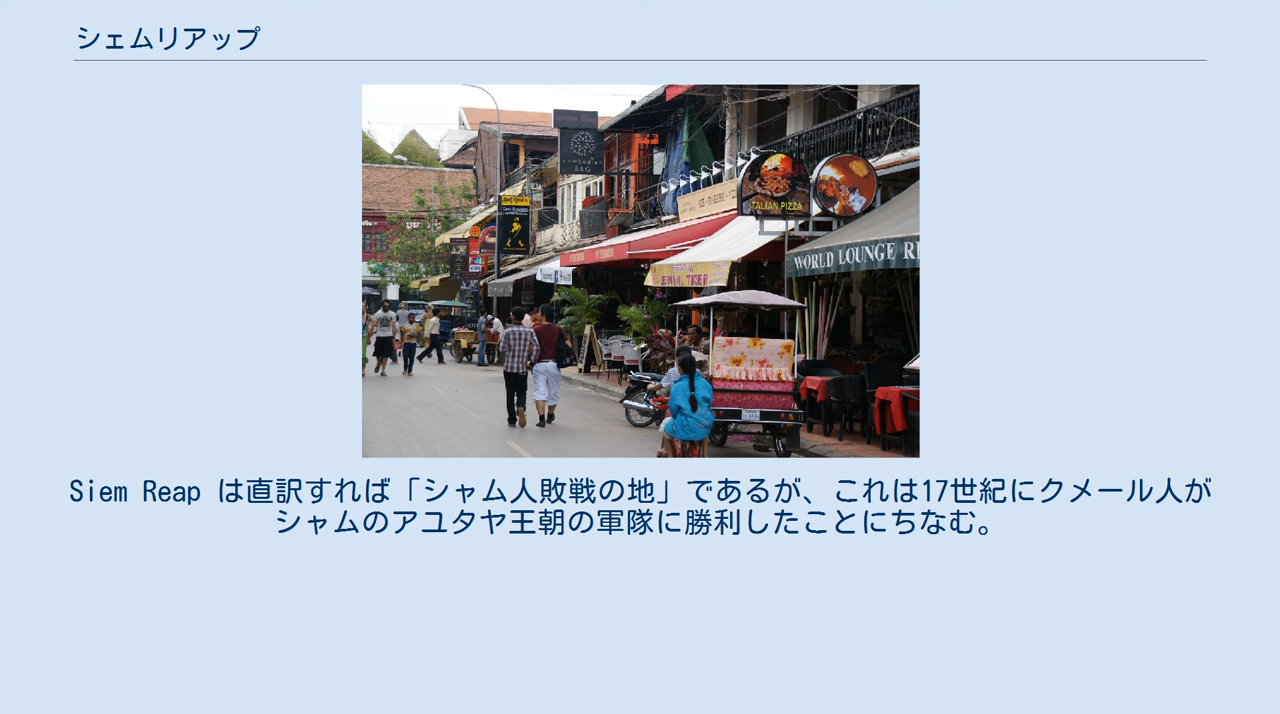 シェムリアップ
BBQ
ITALIAN PIZZA
WORLD LOUNGE RE
Siem Reap は直訳すれば「シャム人敗戦の地」であるが、これは17世紀にクメール人が
シャムのアユタヤ王朝の軍隊に勝利したことにちなむ。